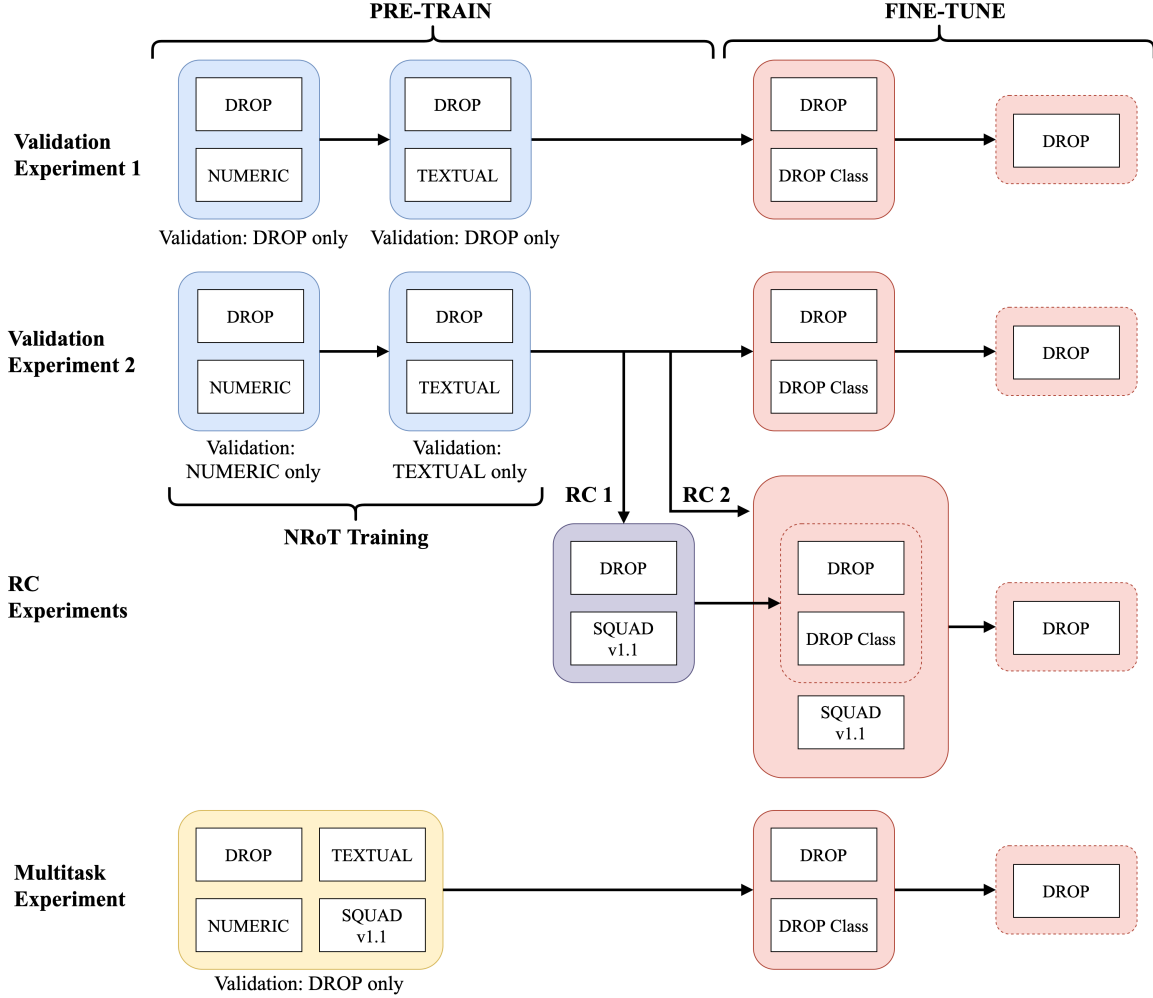 PRE-TRAIN
FINE-TUNE
Validation
Experiment 1
DROP
NUMERIC
Validation: DROP only
DROP
TEXTUAL
Validation: DROP only
DROP
DROP Class
DROP
Validation
Experiment 2
DROP
NUMERIC
Validation:
NUMERIC only
DROP
TEXTUAL
Validation:
TEXTUAL only
DROP
DROP Class
DROP
NRoT Training
RC 1
RC 2
RC
Experiments
DROP
SQUAD
v1.1
DROP
DROP Class
SQUAD
v1.1
DROP
Multitask
Experiment
DROP
TEXTUAL
NUMERIC
SQUAD
v1.1
Validation: DROP only
DROP
DROP Class
DROP